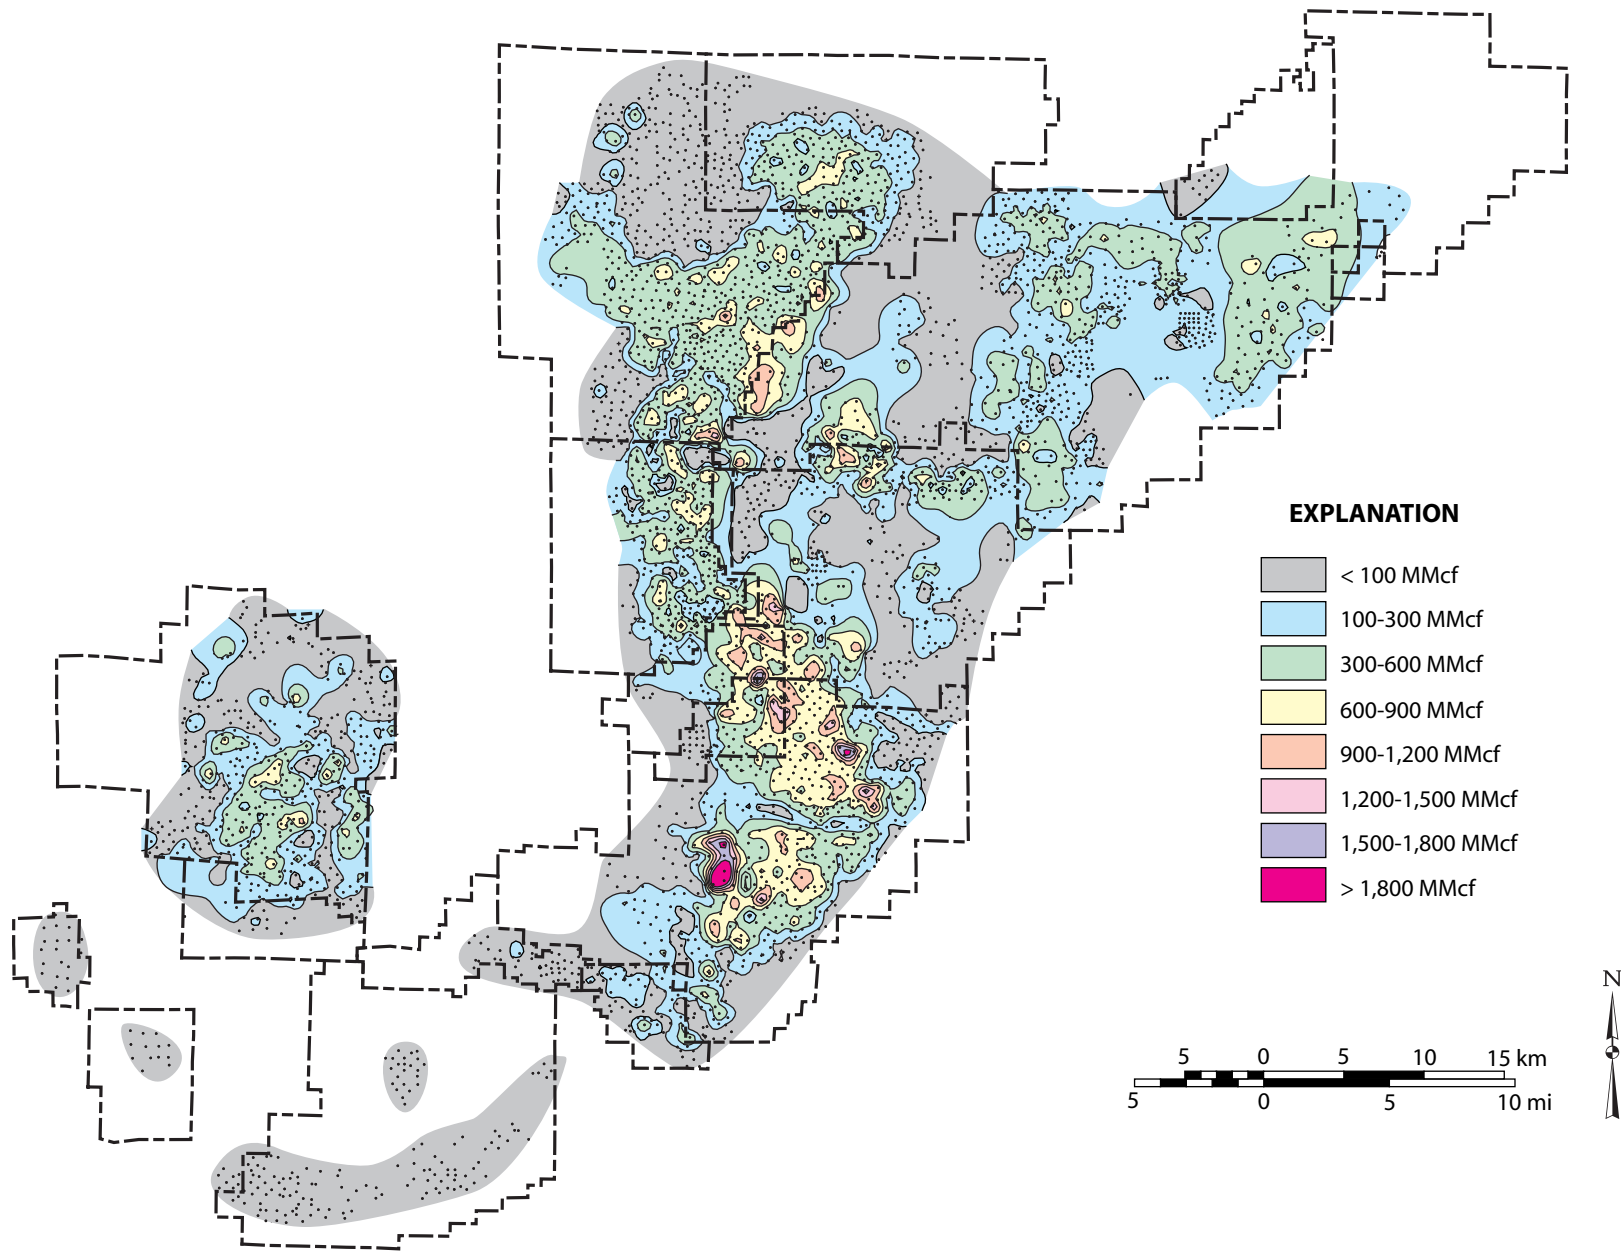 EXPLANATION
< 100 MMcf
100-300 MMcf
300-600 MMcf
600-900 MMcf
900-1,200 MMcf
1,200-1,500 MMcf
1,500-1,800 MMcf
> 1,800 MMcf
N
5 0 5 10 15 km
5 0 5 10 mi